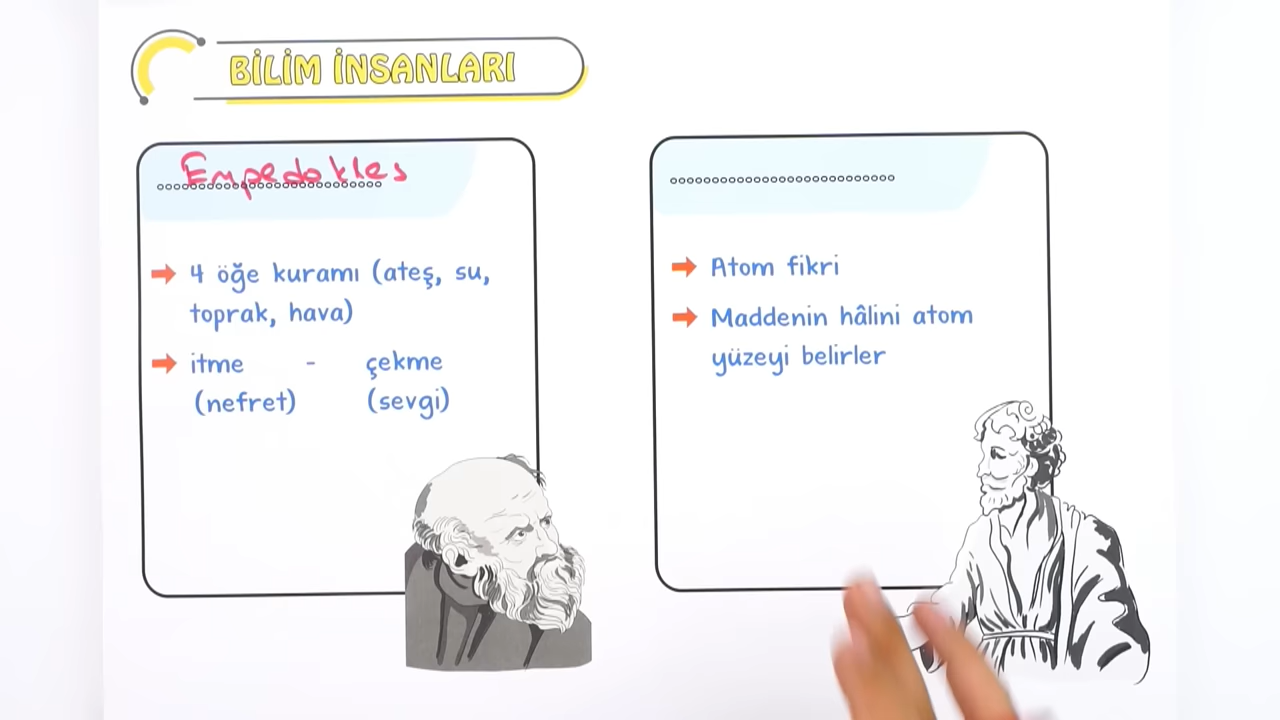 BİLİM İNSANLARI
Empedokles
4 öğe kuramı (ateş, su,
toprak, hava)
itme - çekme
(nefret) (sevgi)
Atom fikri
Maddenin hâlini atom
yüzeyi belirler